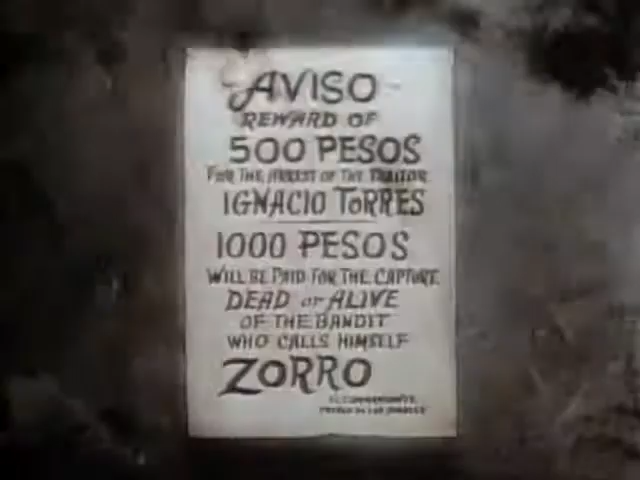 AVISO
REWARD OF
500 PESOS
FOR THE ARREST OF THE TRAITOR
IGNACIO TORRES
1000 PESOS
WILL BE PAID FOR THE CAPTURE
DEAD or ALIVE
OF THE BANDIT
WHO CALLS HIMSELF
ZORRO